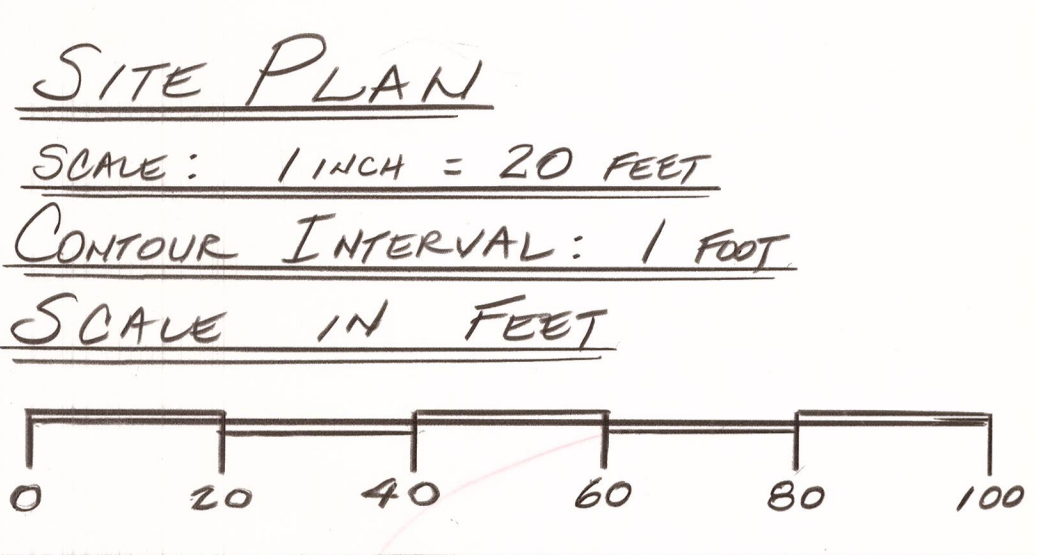 SITE PLAN
SCALE: 1 INCH = 20 FEET
CONTOUR INTERVAL: 1 FOOT
SCALE IN FEET
0 20 40 60 80 100